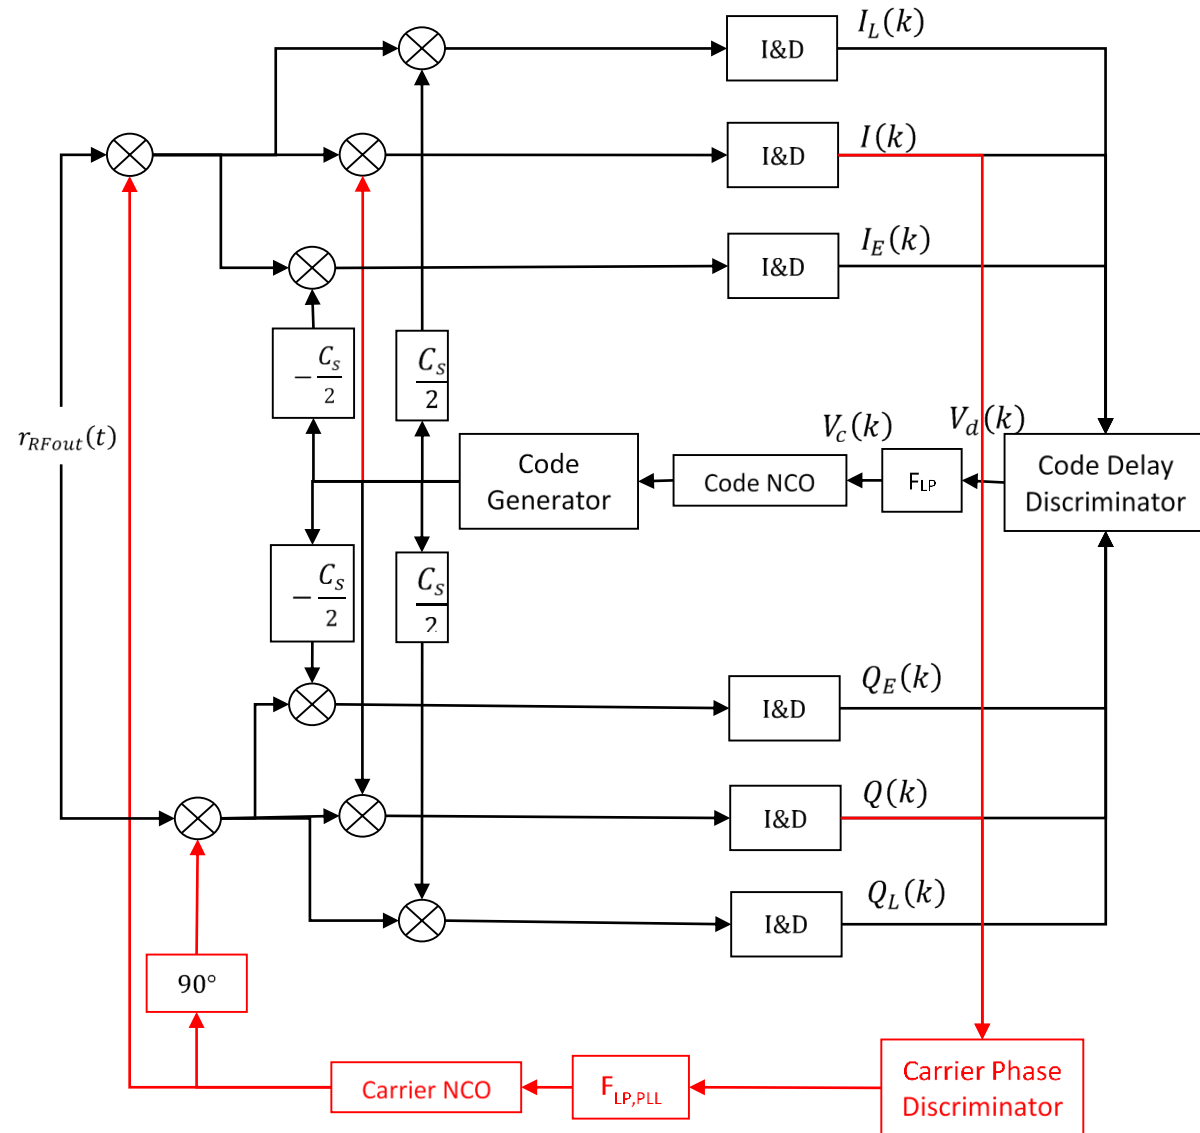 I_L(k)
I&D
I(k)
I&D
I_E(k)
I&D
− C_s/2
C_s/2
r_RFout(t)
V_c(k)
V_d(k)
Code
Generator
Code NCO
F_LP
Code Delay
Discriminator
− C_s/2
C_s/2
Q_E(k)
I&D
Q(k)
I&D
Q_L(k)
I&D
90°
Carrier NCO
F_LP,PLL
Carrier Phase
Discriminator